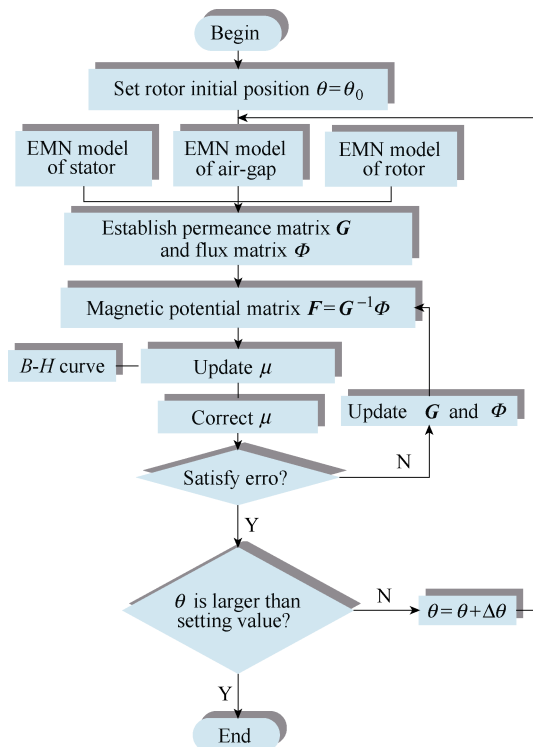 Begin
Set rotor initial position θ=θ₀
EMN model
of stator
EMN model
of air-gap
EMN model
of rotor
Establish permeance matrix G
and flux matrix Φ
Magnetic potential matrix F=G⁻¹Φ
B-H curve
Update μ
Correct μ
Update G and Φ
Satisfy erro?
N
Y
θ is larger than
setting value?
N
θ=θ+Δθ
Y
End